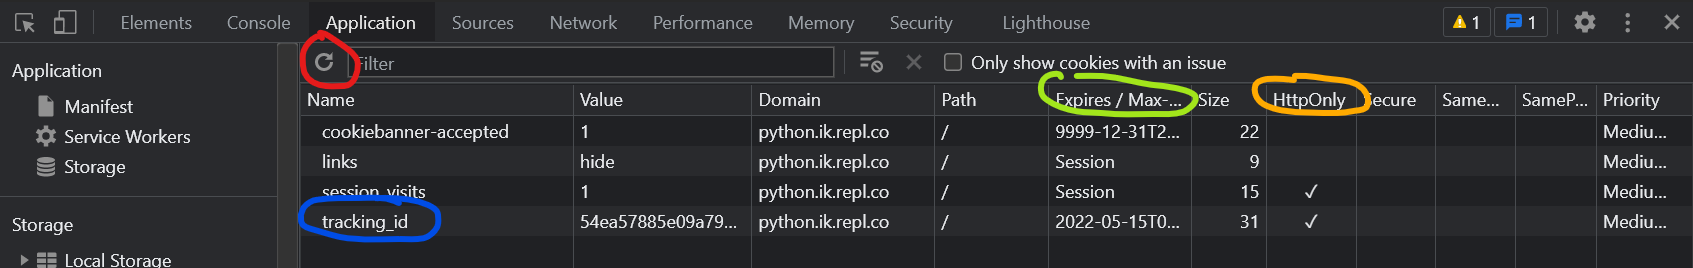 Elements Console Application Sources Network Performance Memory Security Lighthouse 1 1
Application
Filter Only show cookies with an issue
Manifest
Service Workers
Storage
Storage
Local Storage
Name Value Domain Path Expires / Max-... Size HttpOnly Secure Same... SameP... Priority
cookiebanner-accepted 1 python.ik.repl.co / 9999-12-31T2... 22 Mediu...
links hide python.ik.repl.co / Session 9 Mediu...
session_visits 1 python.ik.repl.co / Session 15 ✓ Mediu...
tracking_id 54ea57885e09a79... python.ik.repl.co / 2022-05-15T0... 31 ✓ Mediu...